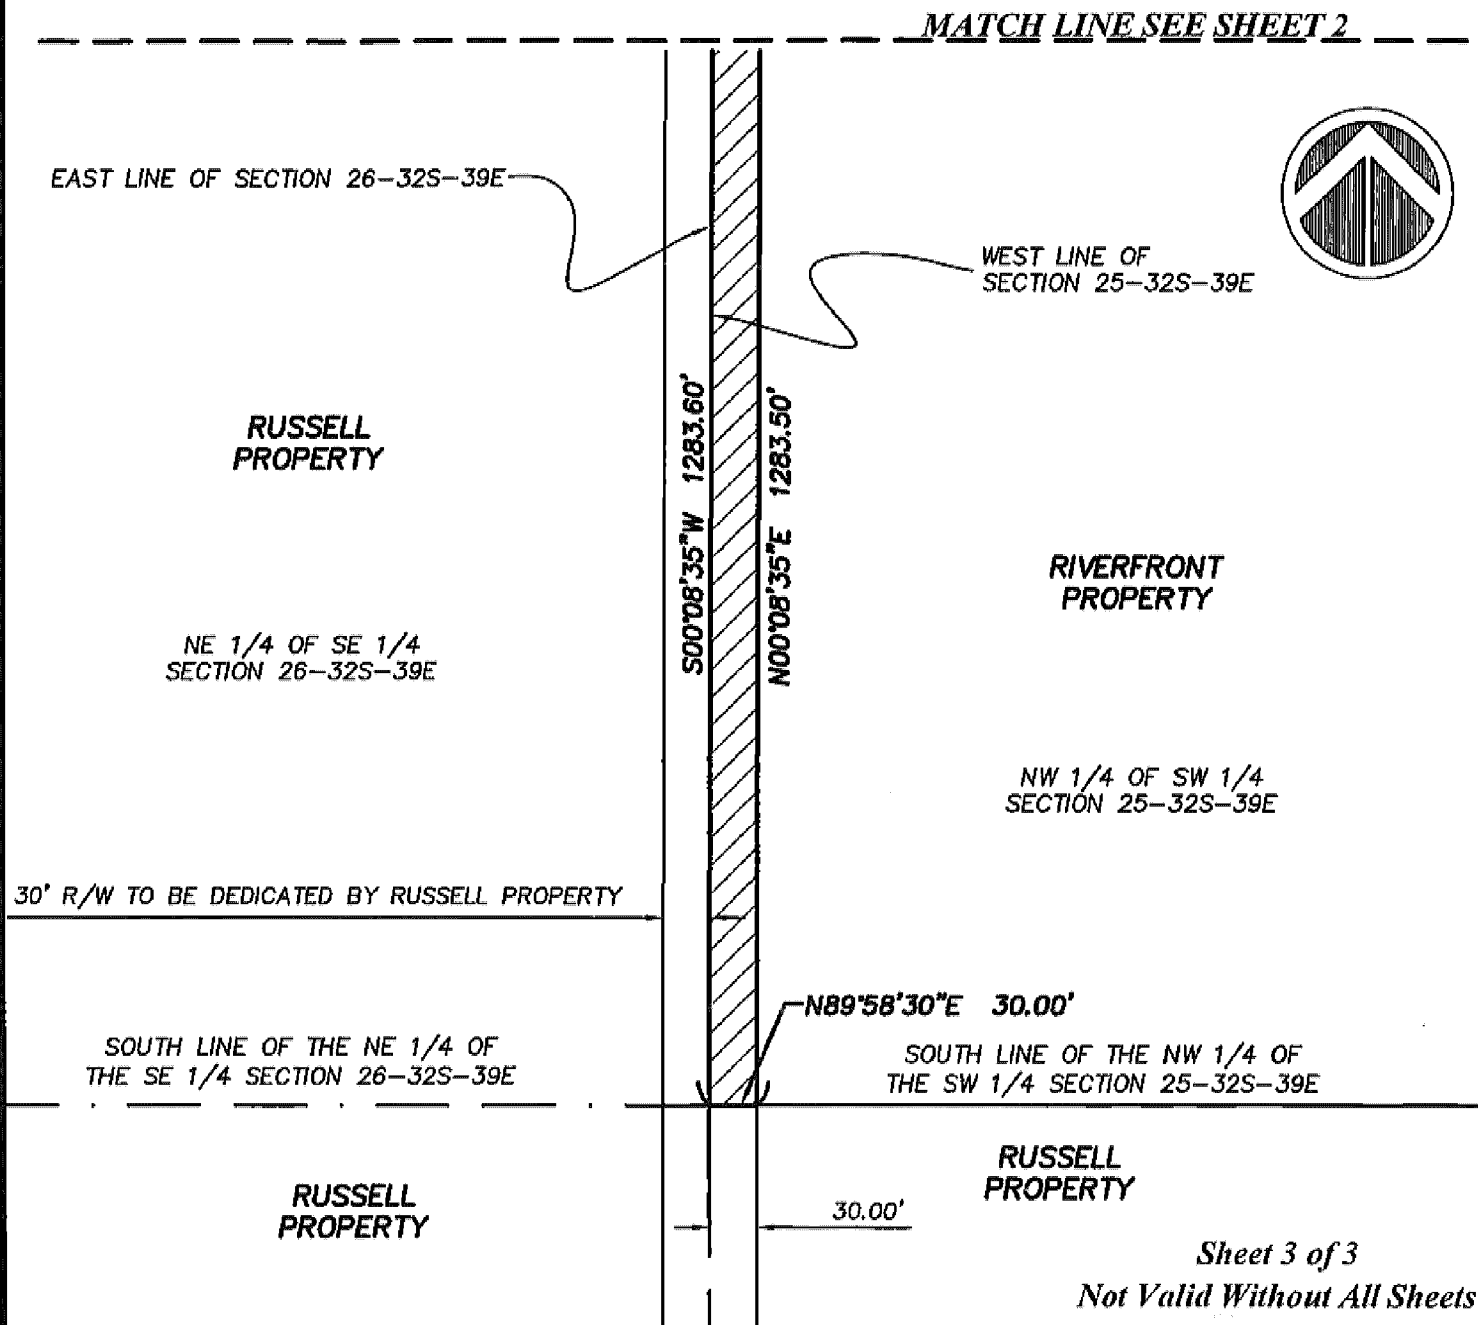 MATCH LINE SEE SHEET 2
EAST LINE OF SECTION 26-32S-39E
WEST LINE OF
SECTION 25-32S-39E
S00°08'35"W 1283.60'
N00°08'35"E 1283.50'
RUSSELL
PROPERTY
RIVERFRONT
PROPERTY
NE 1/4 OF SE 1/4
SECTION 26-32S-39E
NW 1/4 OF SW 1/4
SECTION 25-32S-39E
30' R/W TO BE DEDICATED BY RUSSELL PROPERTY
N89°58'30"E 30.00'
SOUTH LINE OF THE NE 1/4 OF
THE SE 1/4 SECTION 26-32S-39E
SOUTH LINE OF THE NW 1/4 OF
THE SW 1/4 SECTION 25-32S-39E
RUSSELL
PROPERTY
RUSSELL
PROPERTY
30.00'
Sheet 3 of 3
Not Valid Without All Sheets